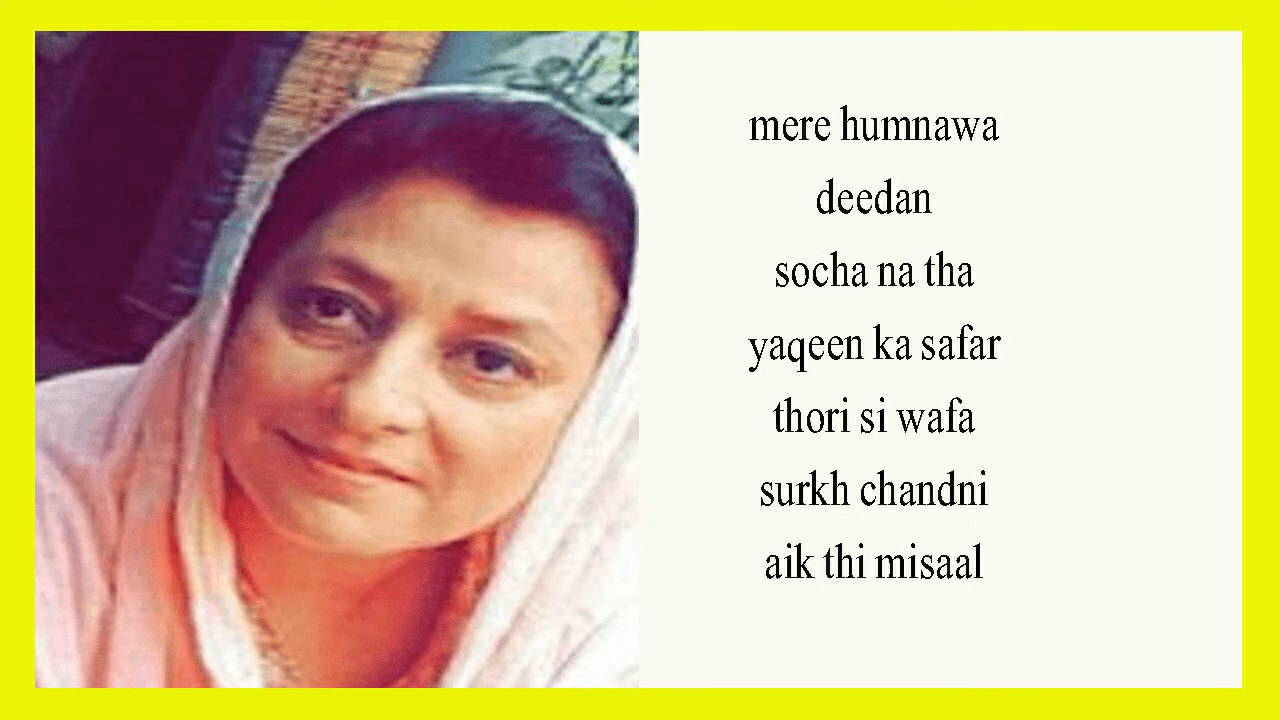 mere humnawa
deedan
socha na tha
yaqeen ka safar
thori si wafa
surkh chandni
aik thi misaal